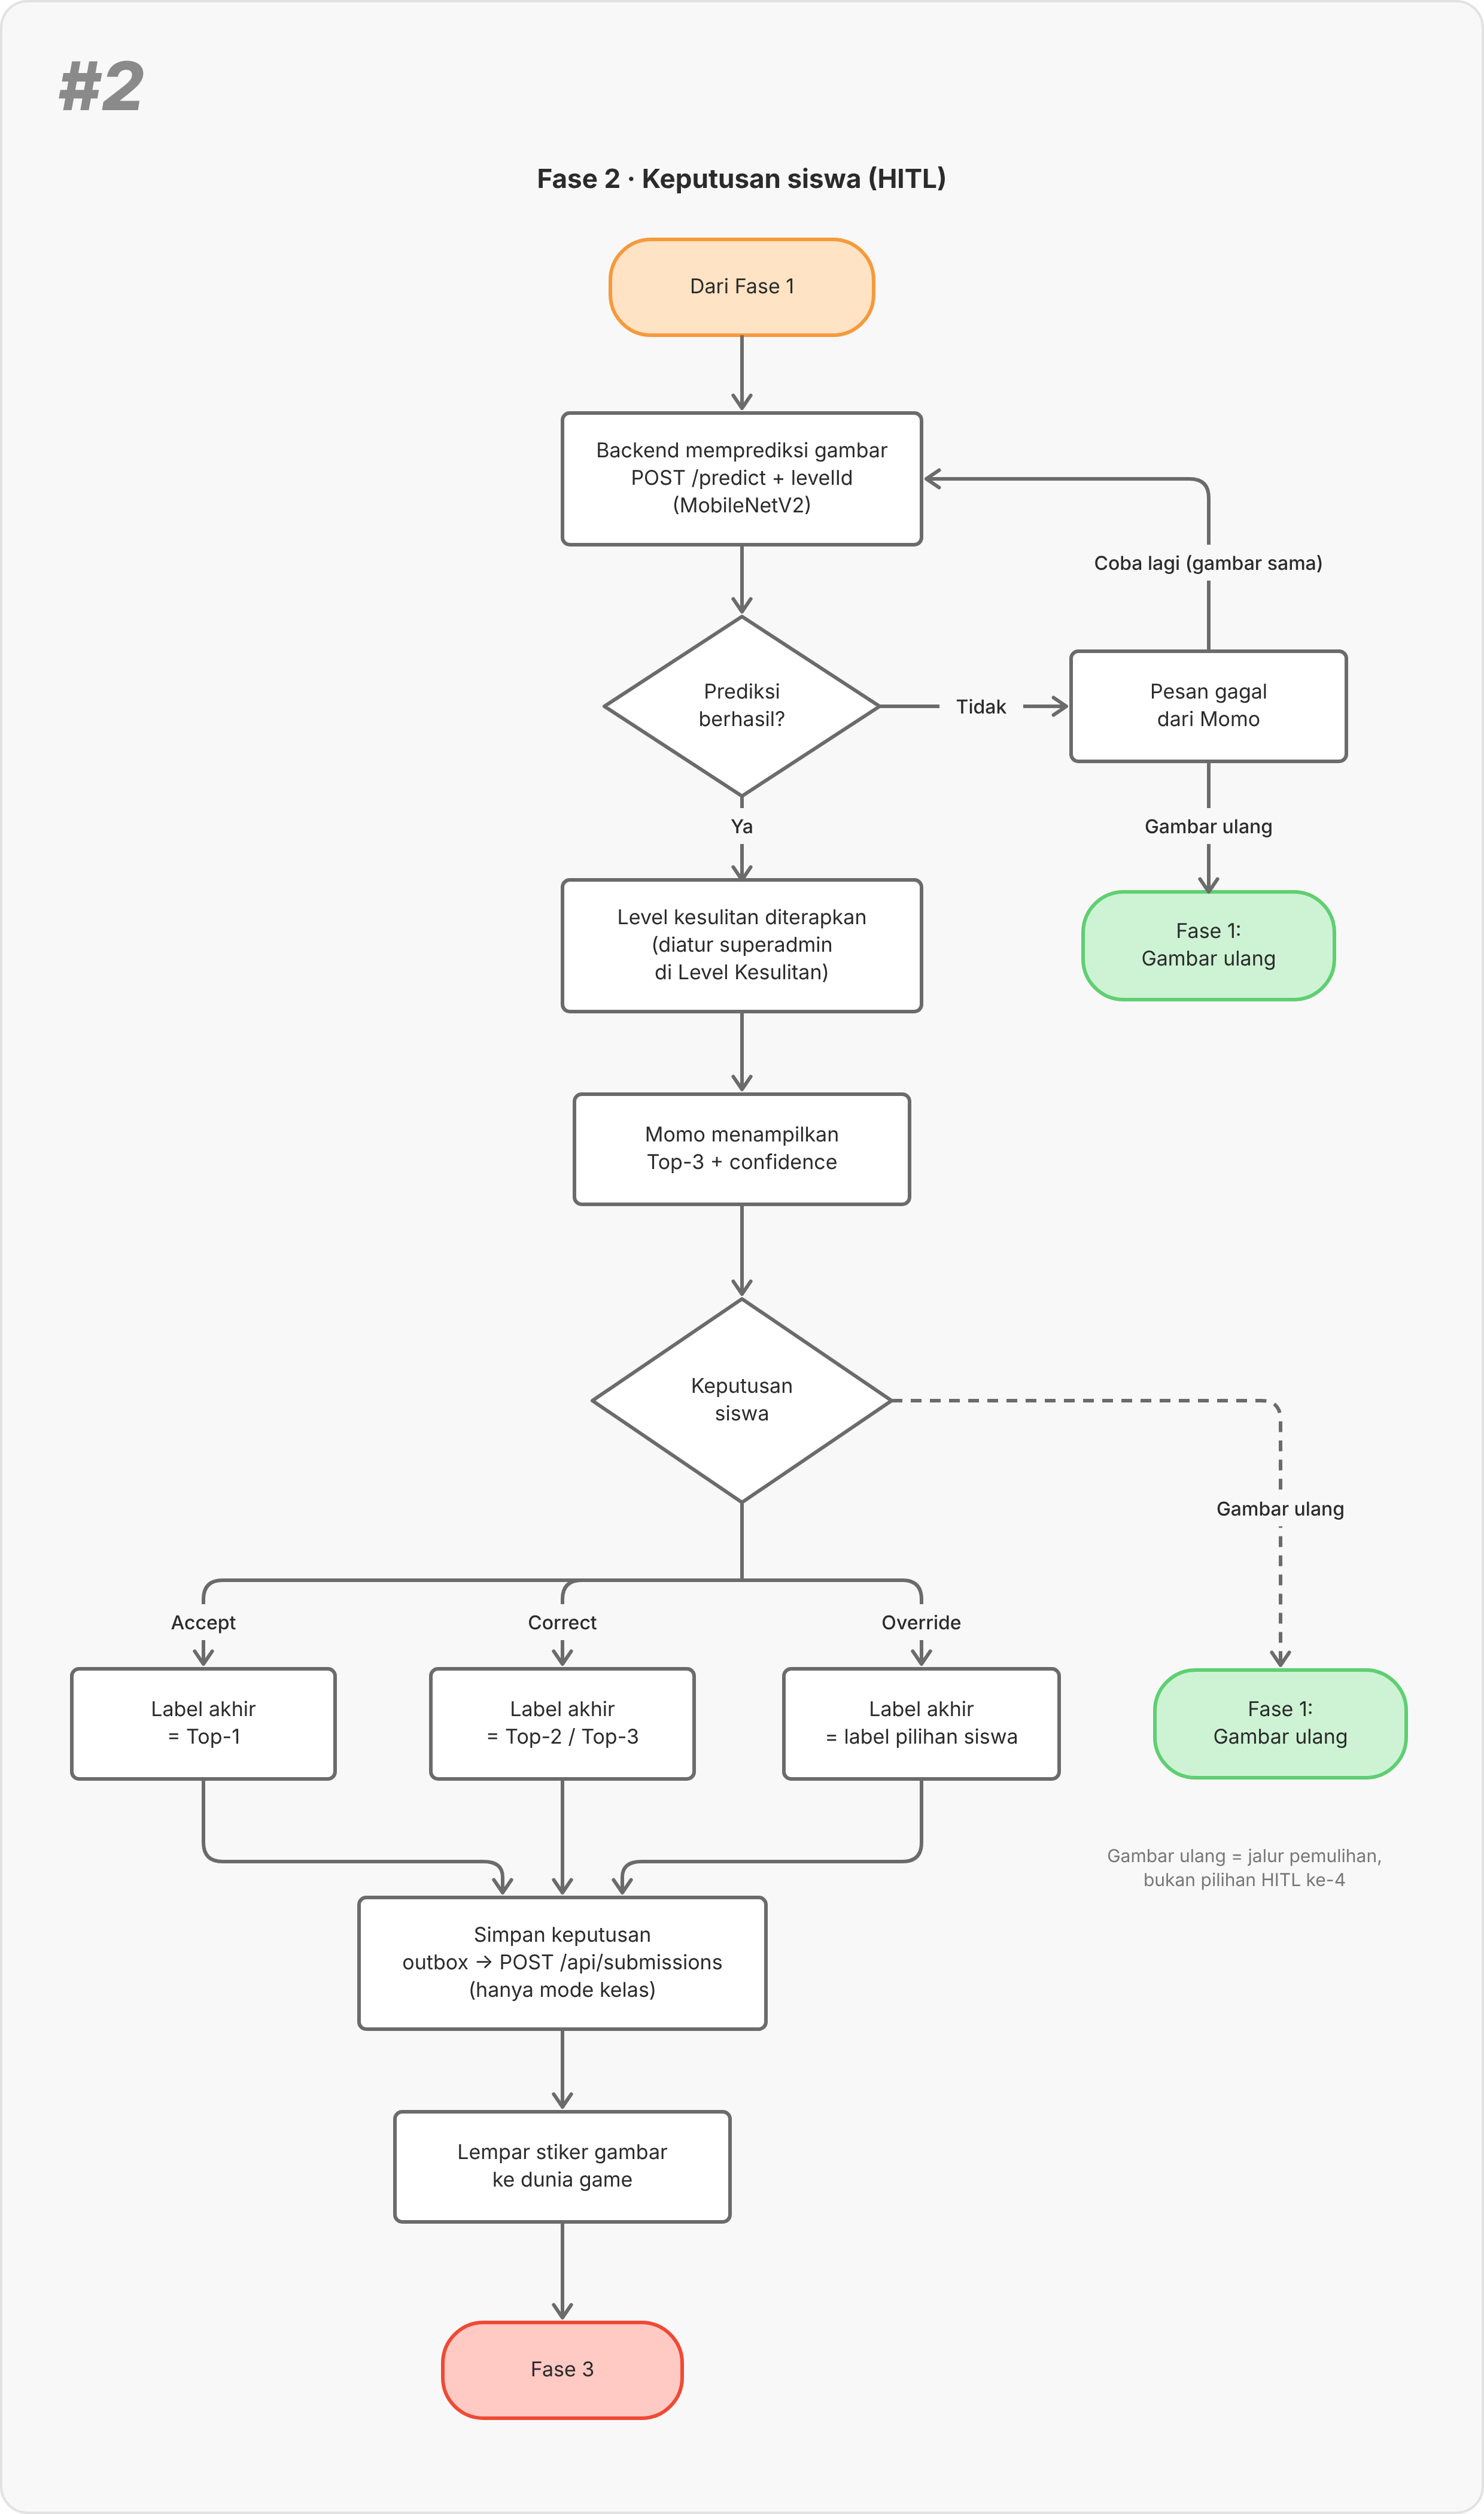 #2
Fase 2 · Keputusan siswa (HITL)
Dari Fase 1
Backend memprediksi gambar
POST /predict + levelId
(MobileNetV2)
Coba lagi (gambar sama)
Prediksi
berhasil?
Tidak
Pesan gagal
dari Momo
Ya
Gambar ulang
Level kesulitan diterapkan
(diatur superadmin
di Level Kesulitan)
Fase 1:
Gambar ulang
Momo menampilkan
Top-3 + confidence
Keputusan
siswa
Gambar ulang
Accept
Correct
Override
Label akhir
= Top-1
Label akhir
= Top-2 / Top-3
Label akhir
= label pilihan siswa
Fase 1:
Gambar ulang
Gambar ulang = jalur pemulihan,
bukan pilihan HITL ke-4
Simpan keputusan
outbox → POST /api/submissions
(hanya mode kelas)
Lempar stiker gambar
ke dunia game
Fase 3